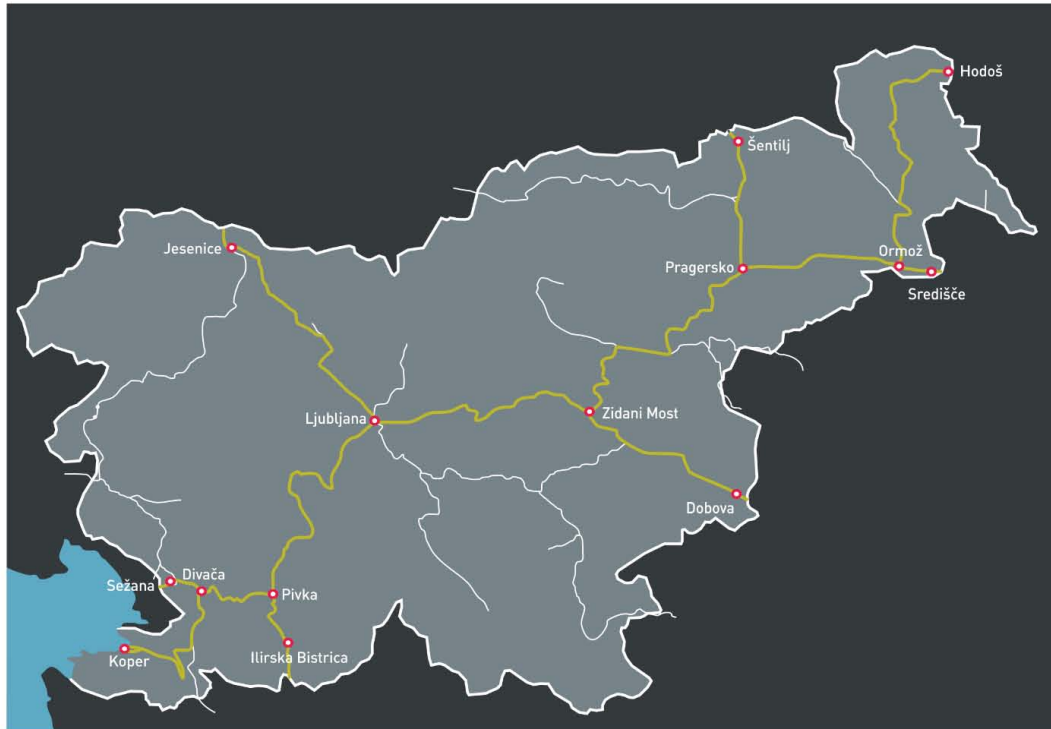 Hodoš
Šentilj
Jesenice
Ormož
Pragersko
Središče
Ljubljana
Zidani Most
Dobova
Divača
Sežana
Pivka
Koper
Ilirska Bistrica